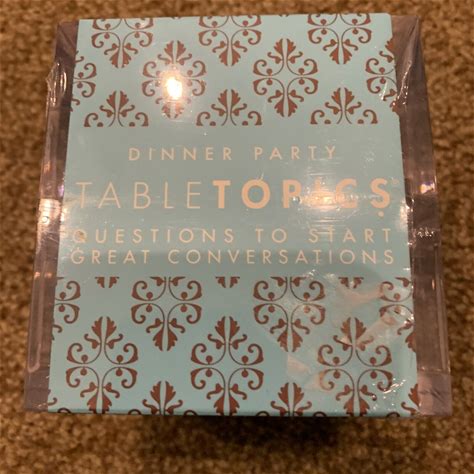 DINNER PARTY
TABLETOPICS
QUESTIONS TO START
GREAT CONVERSATIONS